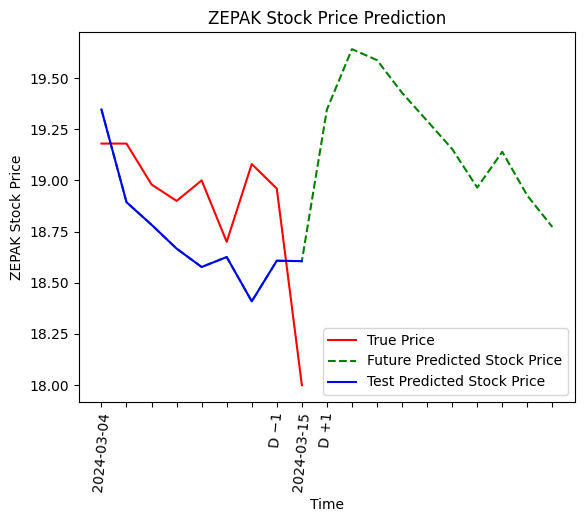 ZEPAK Stock Price Prediction
ZEPAK Stock Price
19.50
19.25
19.00
18.75
18.50
18.25
18.00
True Price
Future Predicted Stock Price
Test Predicted Stock Price
2024-03-04
D −1
2024-03-15
D +1
Time